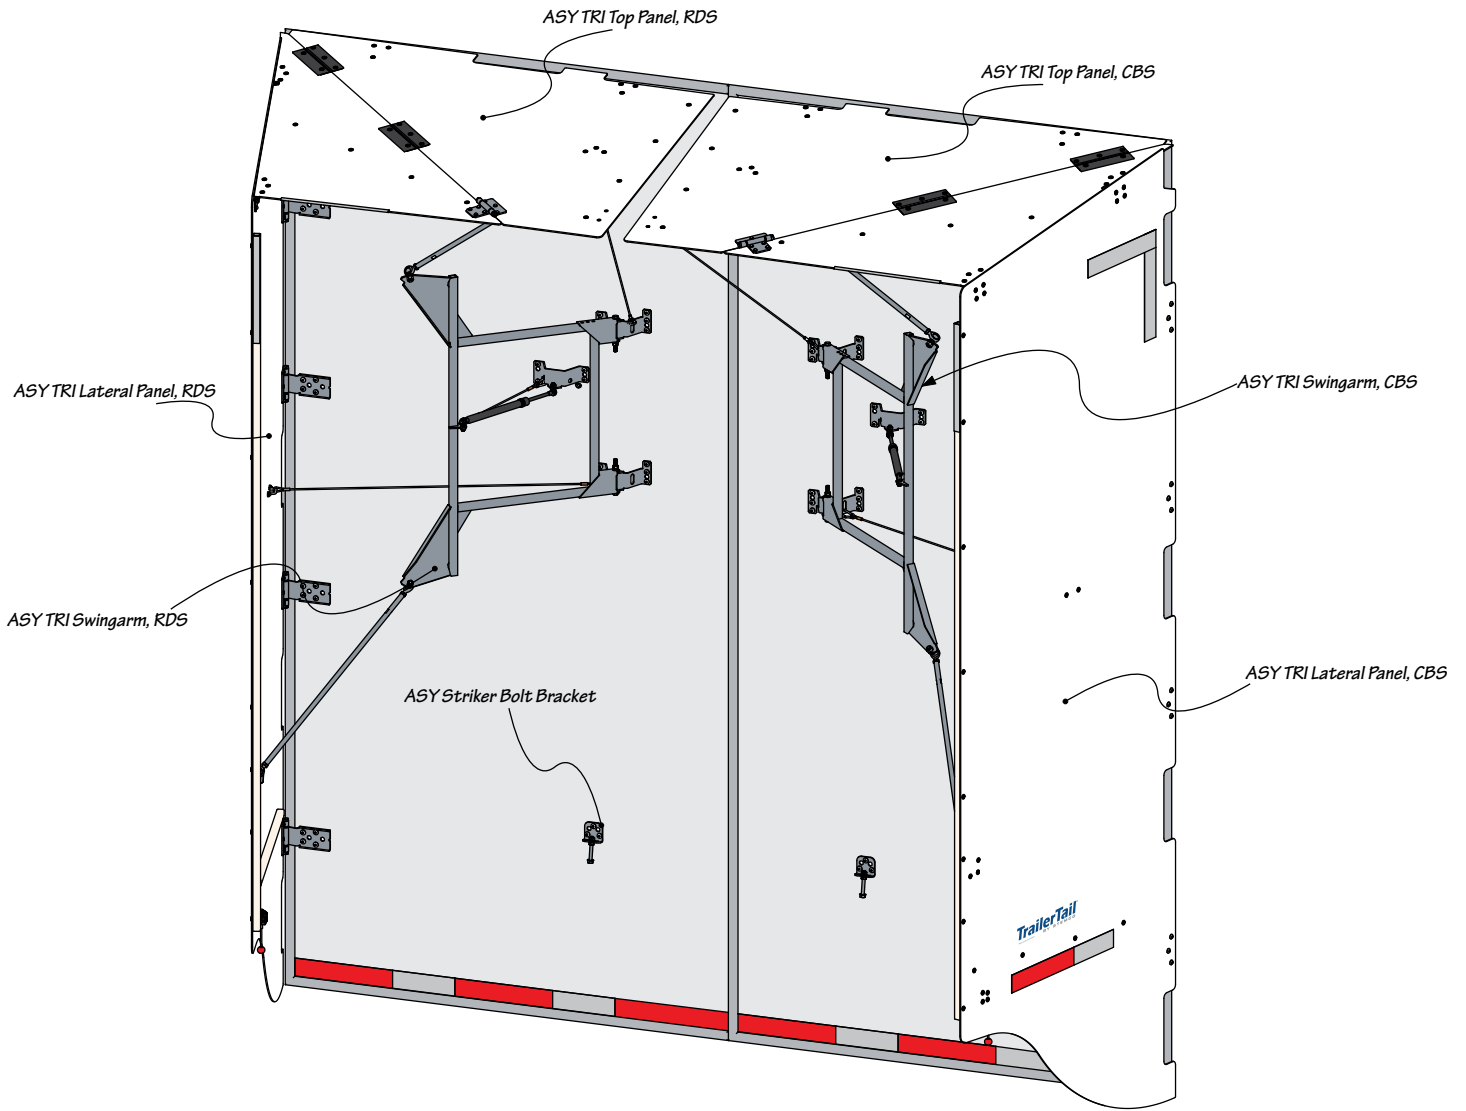 ASY TRI Top Panel, RDS
ASY TRI Top Panel, CBS
ASY TRI Lateral Panel, RDS
ASY TRI Swingarm, CBS
ASY TRI Swingarm, RDS
ASY TRI Lateral Panel, CBS
ASY Striker Bolt Bracket
TrailerTail